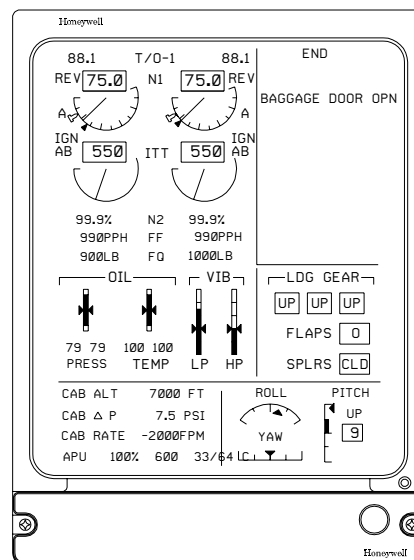 Honeywell
88.1 T/O-1 88.1
REV 75.0 N1 75.0 REV
A A
IGN IGN
AB 550 ITT 550 AB
99.9% N2 99.9%
990PPH FF 990PPH
900LB FQ 1000LB
END
BAGGAGE DOOR OPN
OIL
79 79 100 100
PRESS TEMP
VIB
LP HP
LDG GEAR
UP UP UP
FLAPS 0
SPLRS CLD
CAB ALT 7000 FT
CAB Δ P 7.5 PSI
CAB RATE -2000FPM
APU 100% 600 33/64 C
ROLL
YAW
PITCH
UP
9
Honeywell